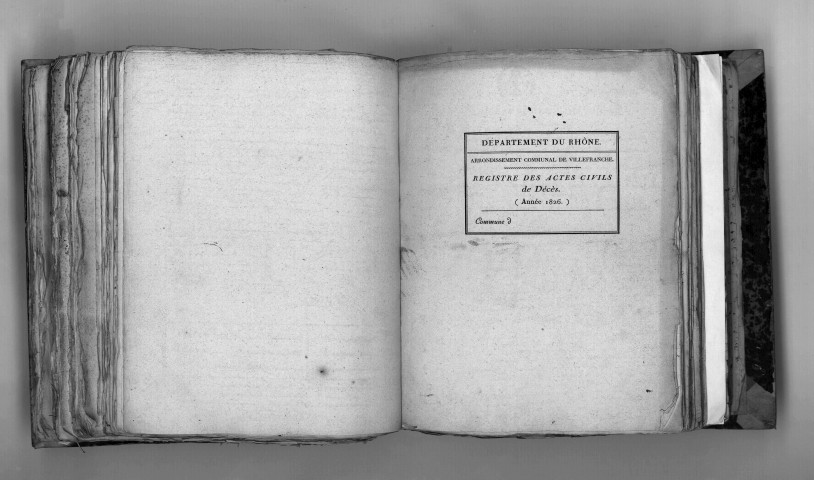 DÉPARTEMENT DU RHÔNE.
ARRONDISSEMENT COMMUNAL DE VILLEFRANCHE.
REGISTRE DES ACTES CIVILS
de Décès.
( Année 1826. )
Commune d